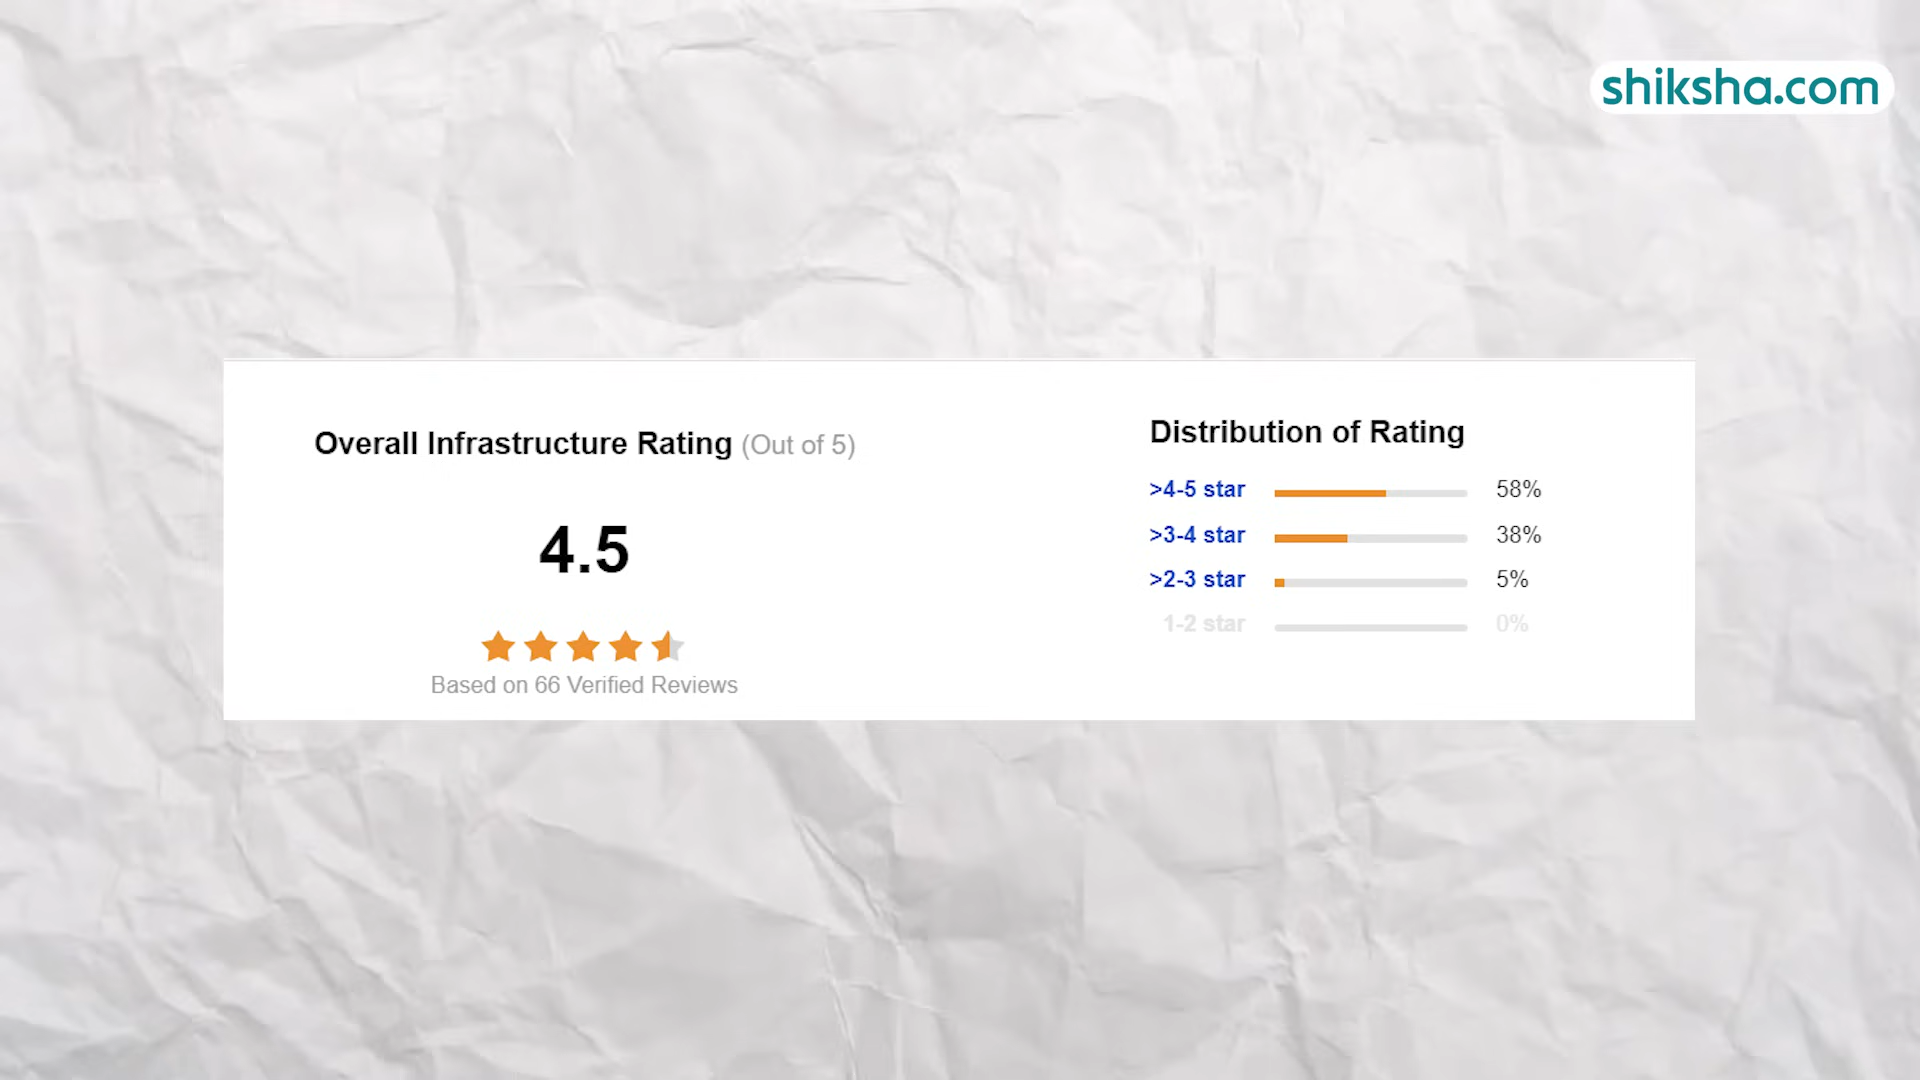 shiksha.com
Overall Infrastructure Rating (Out of 5)
4.5
Based on 66 Verified Reviews
Distribution of Rating
>4-5 star 58%
>3-4 star 38%
>2-3 star 5%
1-2 star 0%